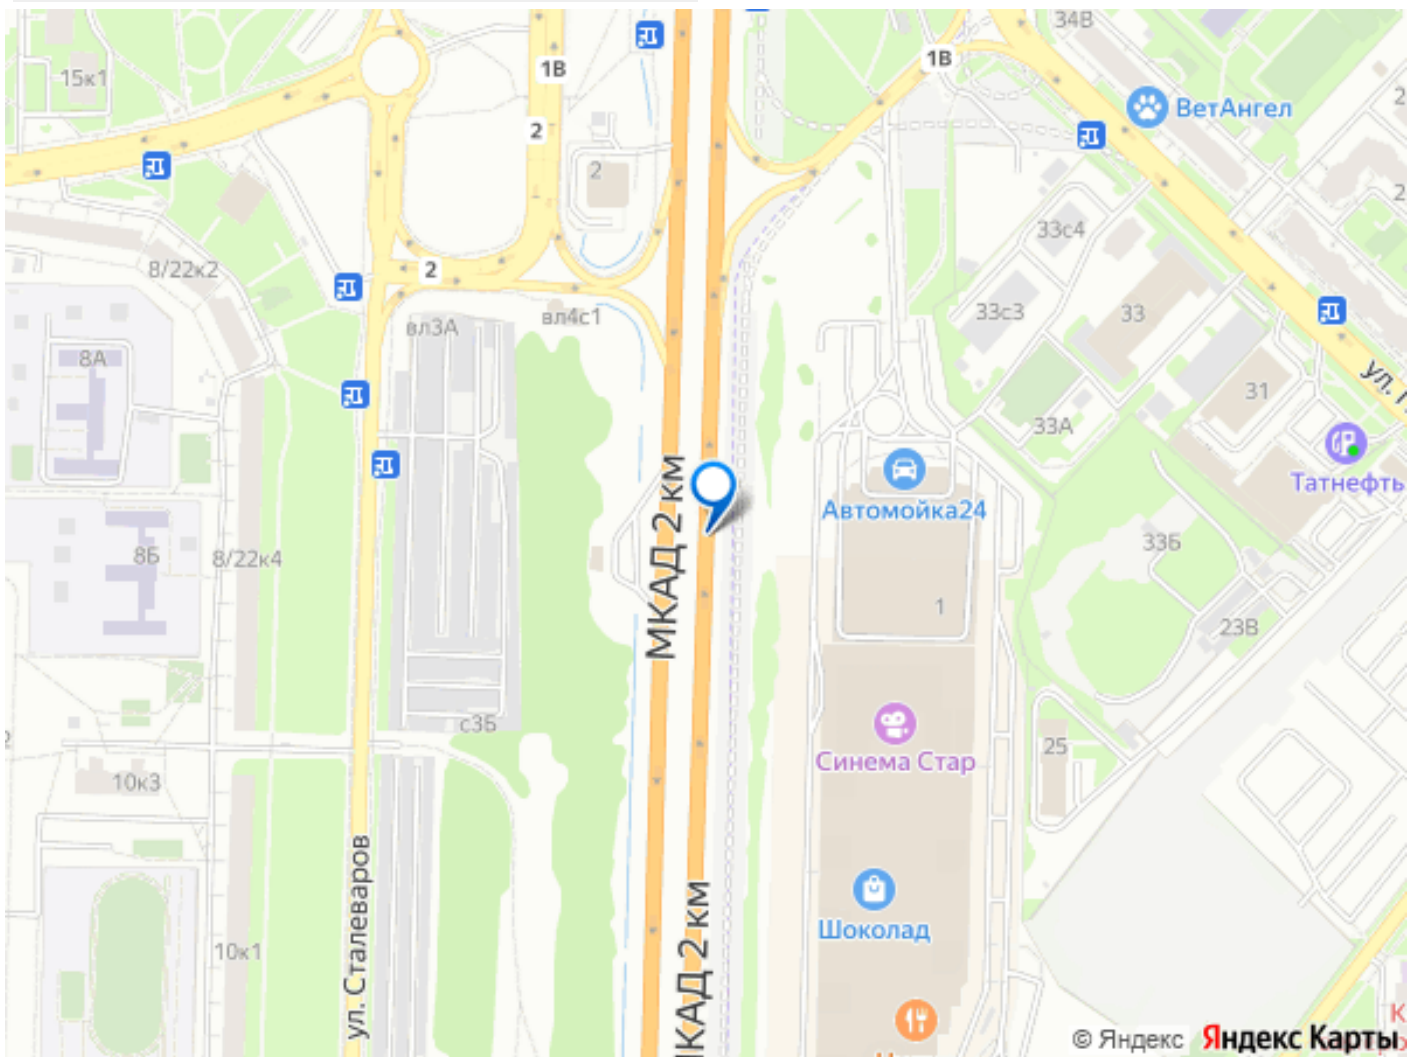 34В
15к1
1В
1В
ВетАнгел
2
2
33с4
8/22к2
2
33с3
33
вл3А
вл4с1
8А
31
33А
Татнефть
МКАД 2 км
Автомойка24
8Б
8/22к4
33Б
1
23В
с3Б
25
Синема Стар
10к3
ул. Сталеваров
МКАД 2 км
Шоколад
10к1
© Яндекс
Яндекс Карты